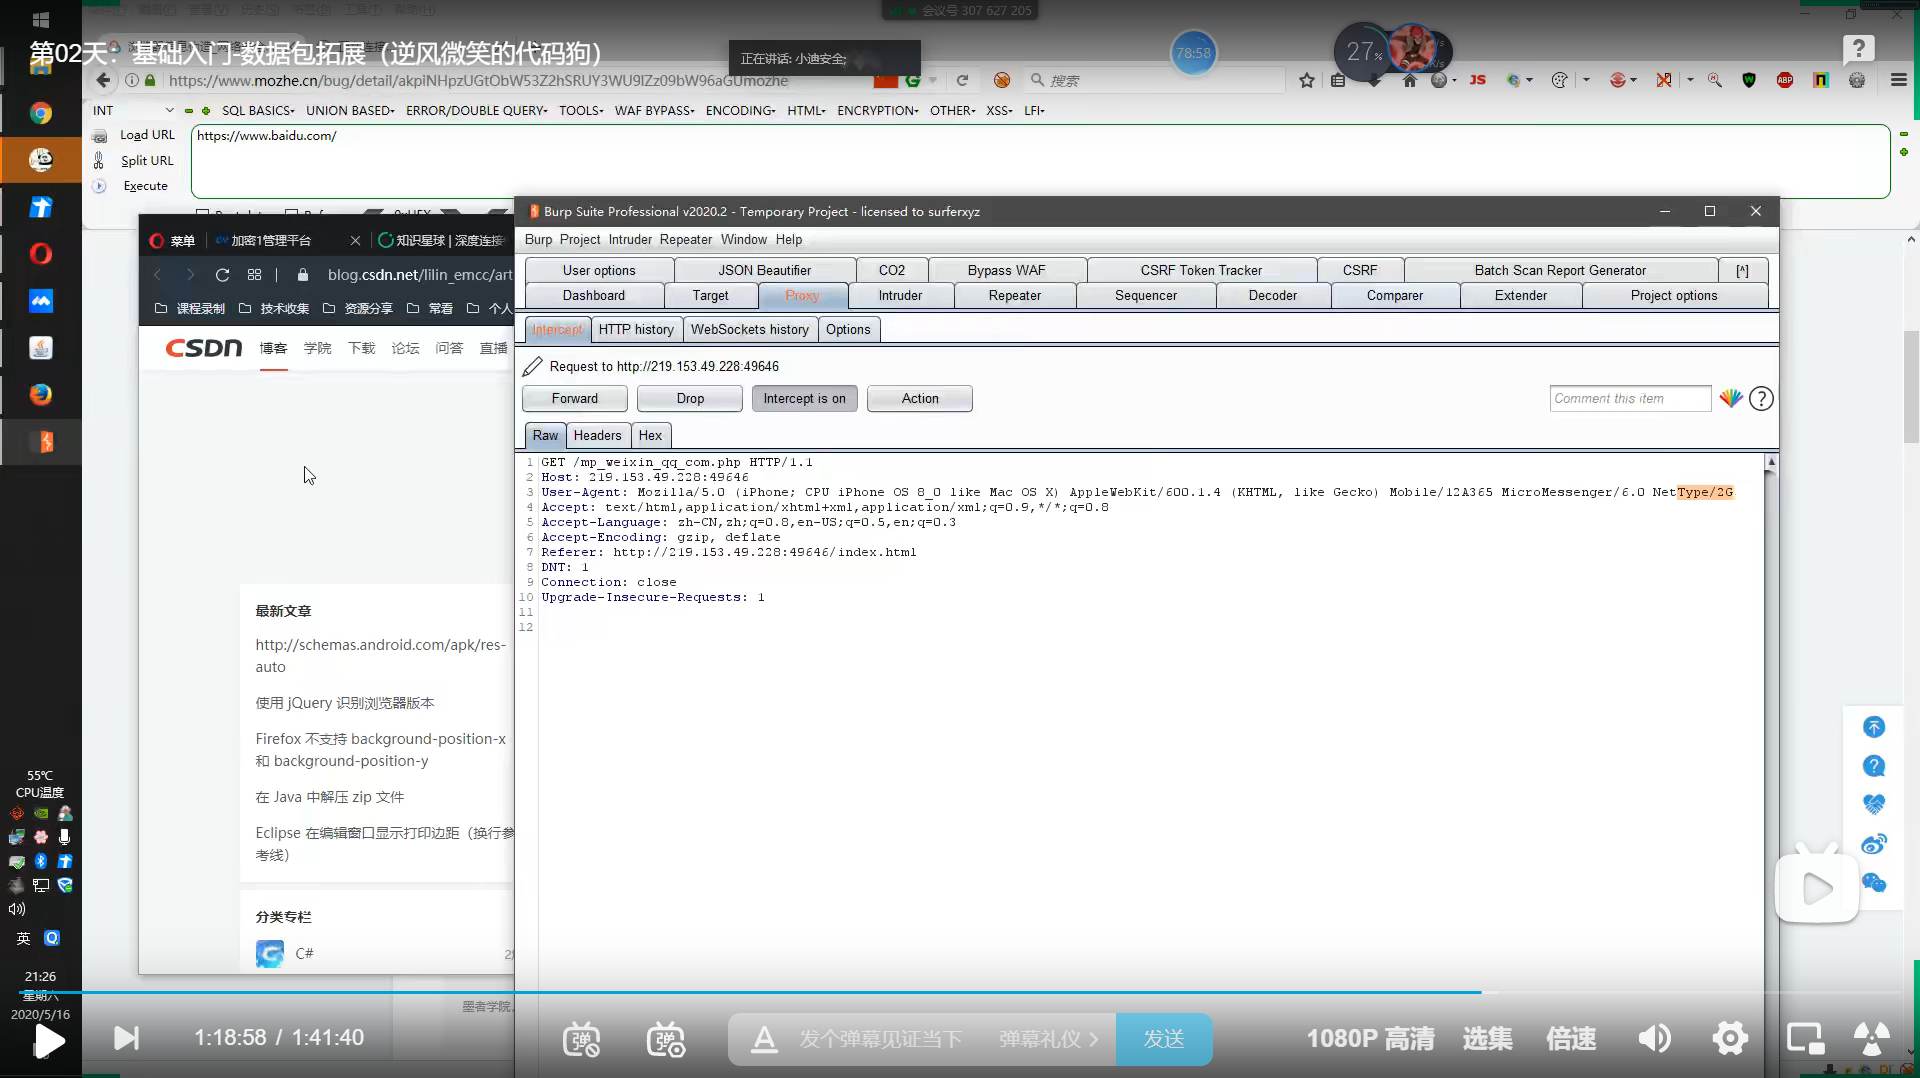 会议号 307 627 205
第02天：基础入门-数据包拓展（逆风微笑的代码狗）
正在讲话: 小迪安全;
78:58
27%
https://www.mozhe.cn/bug/detail/akpiNHpzUGtObW53Z2hSRUY3WU9IZz09bW96aGUmozhe
搜索
INT
SQL BASICS
UNION BASED
ERROR/DOUBLE QUERY
TOOLS
WAF BYPASS
ENCODING
HTML
ENCRYPTION
OTHER
XSS
LFI
Load URL
https://www.baidu.com/
Split URL
Execute
Burp Suite Professional v2020.2 - Temporary Project - licensed to surferxyz
菜单
加密1管理平台
知识星球 | 深度连接
Burp Project Intruder Repeater Window Help
User options
JSON Beautifier
CO2
Bypass WAF
CSRF Token Tracker
CSRF
Batch Scan Report Generator
[^]
blog.csdn.net/lilin_emcc/art
Dashboard
Target
Proxy
Intruder
Repeater
Sequencer
Decoder
Comparer
Extender
Project options
课程录制
技术收集
资源分享
常看
个人
Intercept
HTTP history
WebSockets history
Options
CSDN
博客
学院
下载
论坛
问答
直播
Request to http://219.153.49.228:49646
Forward
Drop
Intercept is on
Action
Comment this item
Raw
Headers
Hex
1 GET /mp_weixin_qq_com.php HTTP/1.1
2 Host: 219.153.49.228:49646
3 User-Agent: Mozilla/5.0 (iPhone; CPU iPhone OS 8_0 like Mac OS X) AppleWebKit/600.1.4 (KHTML, like Gecko) Mobile/12A365 MicroMessenger/6.0 NetType/2G
4 Accept: text/html,application/xhtml+xml,application/xml;q=0.9,*/*;q=0.8
5 Accept-Language: zh-CN,zh;q=0.8,en-US;q=0.5,en;q=0.3
6 Accept-Encoding: gzip, deflate
7 Referer: http://219.153.49.228:49646/index.html
8 DNT: 1
9 Connection: close
10 Upgrade-Insecure-Requests: 1
11
12
最新文章
http://schemas.android.com/apk/res-
auto
使用 jQuery 识别浏览器版本
Firefox 不支持 background-position-x
和 background-position-y
在 Java 中解压 zip 文件
Eclipse 在编辑窗口显示打印边距（换行参
考线）
分类专栏
C#
墨者学院
55℃
CPU温度
英
21:26
星期六
2020/5/16
1:18:58 / 1:41:40
发个弹幕见证当下
弹幕礼仪
发送
1080P 高清
选集
倍速